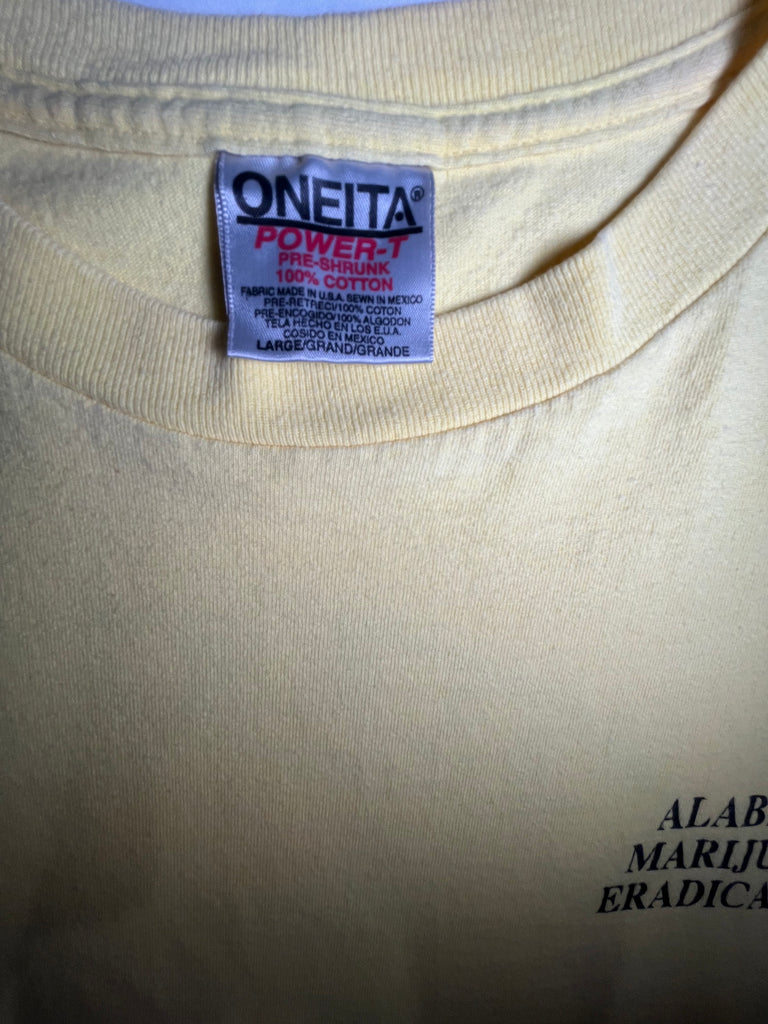 ONEITA®
POWER-T
PRE-SHRUNK
100% COTTON
FABRIC MADE IN U.S.A. SEWN IN MEXICO
PRE-RETRECI/100% COTON
PRE-ENCOGIDO/100% ALGODON
TELA HECHO EN LOS E.U.A.
COSIDO EN MEXICO
LARGE/GRAND/GRANDE
ALAB
MARIJU
ERADICA